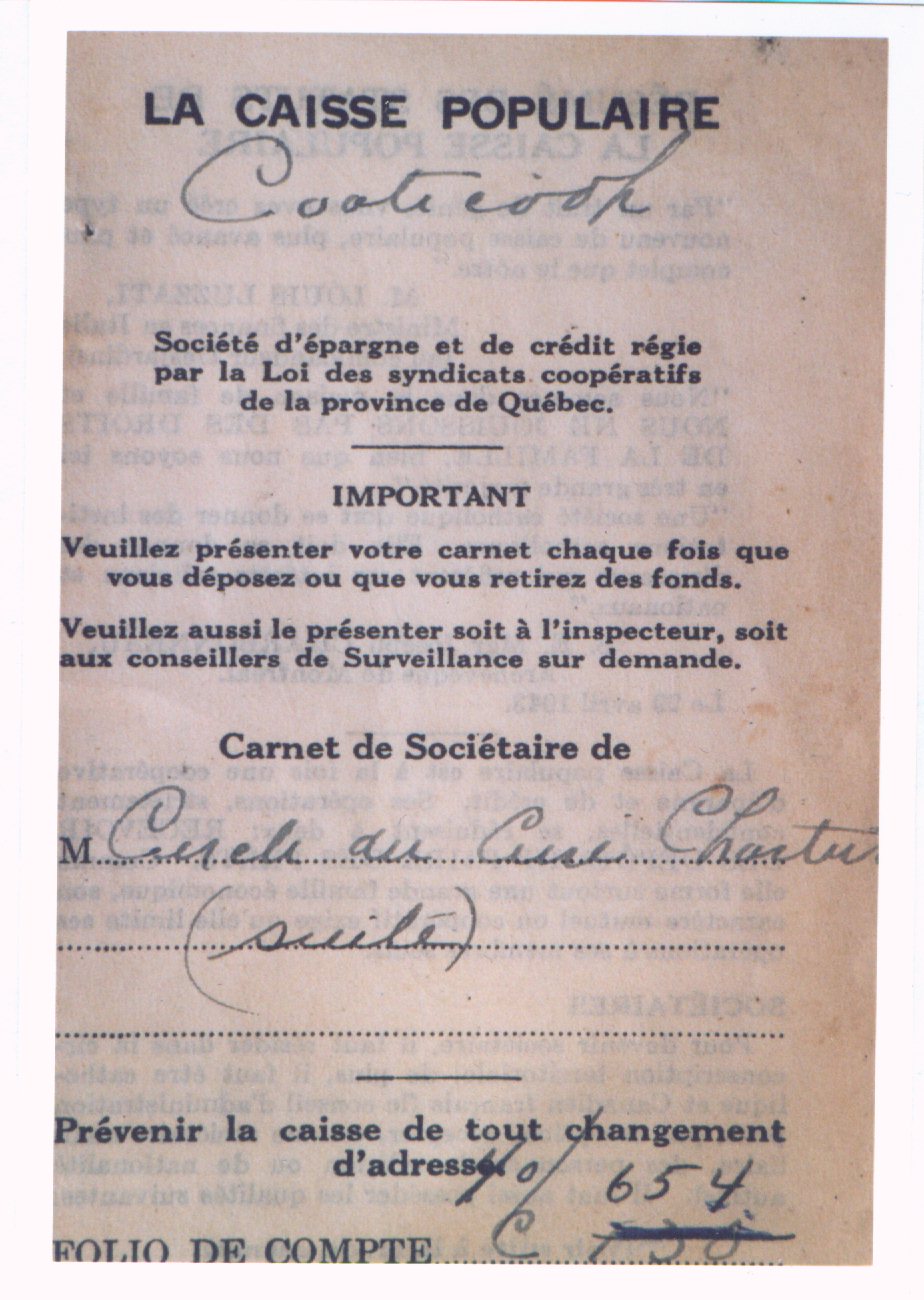 LA CAISSE POPULAIRE
Coaticook
Société d'épargne et de crédit régie
par la Loi des syndicats coopératifs
de la province de Québec.
IMPORTANT
Veuillez présenter votre carnet chaque fois que
vous déposez ou que vous retirez des fonds.
Veuillez aussi le présenter soit à l'inspecteur, soit
aux conseillers de Surveillance sur demande.
Carnet de Sociétaire de
M Cercle du Curé Chartier
Prévenir la caisse de tout changement
d'adresse.
654
FOLIO DE COMPTE